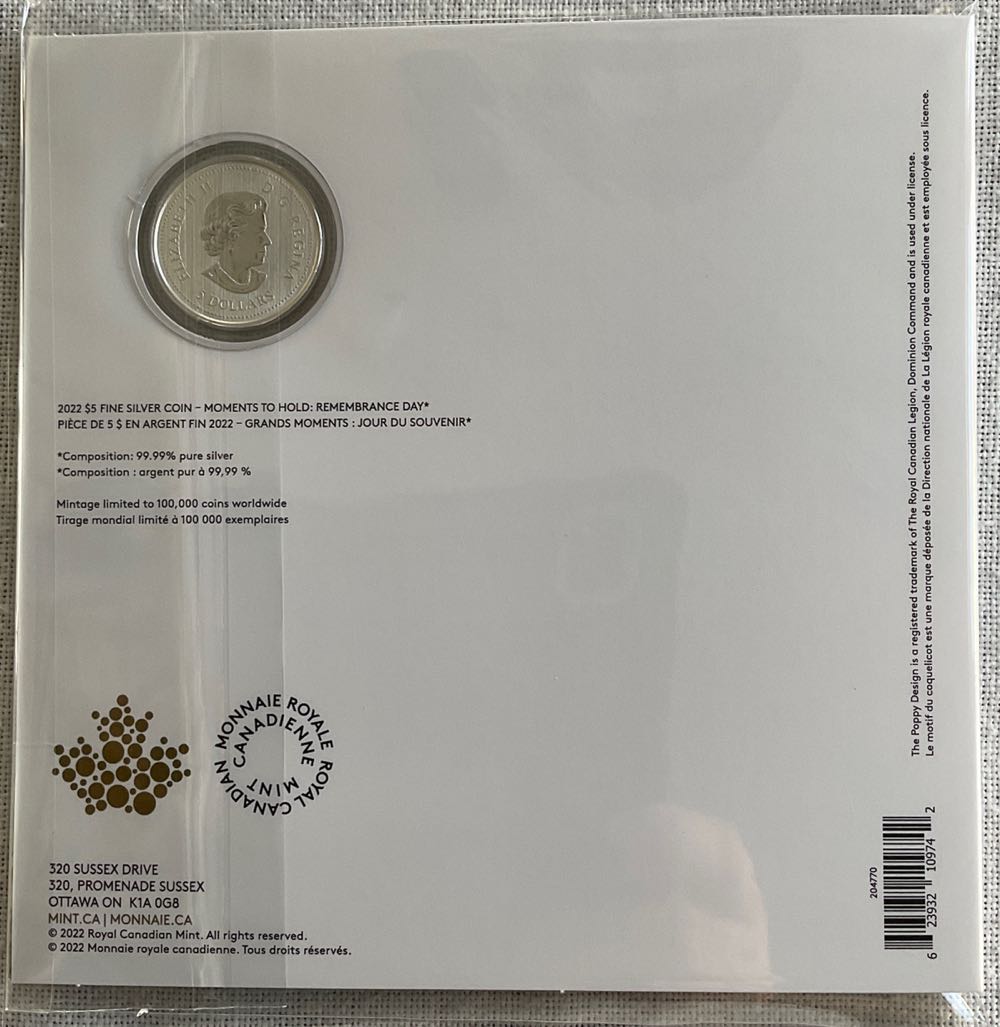 ELIZABETH II D·G·REGINA
5 DOLLARS
2022 $5 FINE SILVER COIN – MOMENTS TO HOLD: REMEMBRANCE DAY*
PIÈCE DE 5 $ EN ARGENT FIN 2022 – GRANDS MOMENTS : JOUR DU SOUVENIR*
*Composition: 99.99% pure silver
*Composition : argent pur à 99,99 %
Mintage limited to 100,000 coins worldwide
Tirage mondial limité à 100 000 exemplaires
MONNAIE ROYALE CANADIENNE
ROYAL CANADIAN MINT
320 SUSSEX DRIVE
320, PROMENADE SUSSEX
OTTAWA ON K1A 0G8
MINT.CA | MONNAIE.CA
© 2022 Royal Canadian Mint. All rights reserved.
© 2022 Monnaie royale canadienne. Tous droits réservés.
The Poppy Design is a registered trademark of The Royal Canadian Legion, Dominion Command and is used under license.
Le motif du coquelicot est une marque déposée de la Direction nationale de La Légion royale canadienne et est employée sous licence.
204770
6 23932 10974 2